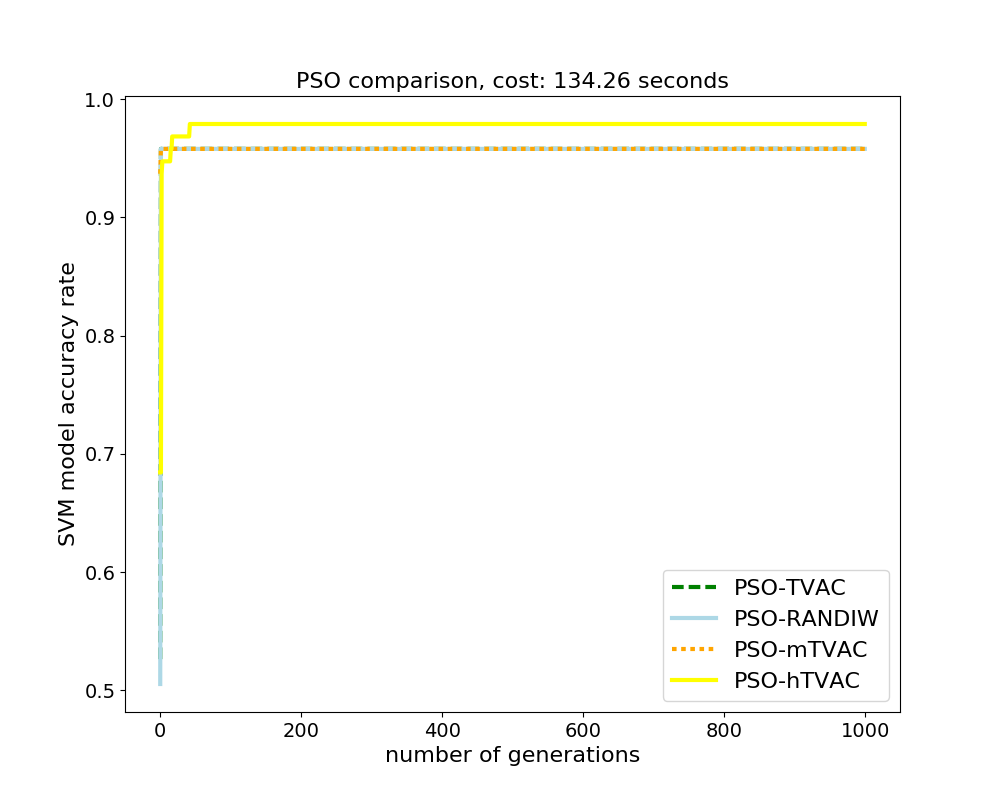 PSO comparison, cost: 134.26 seconds
1.0
0.9
0.8
0.7
0.6
0.5
SVM model accuracy rate
0 200 400 600 800 1000
number of generations
PSO-TVAC
PSO-RANDIW
PSO-mTVAC
PSO-hTVAC